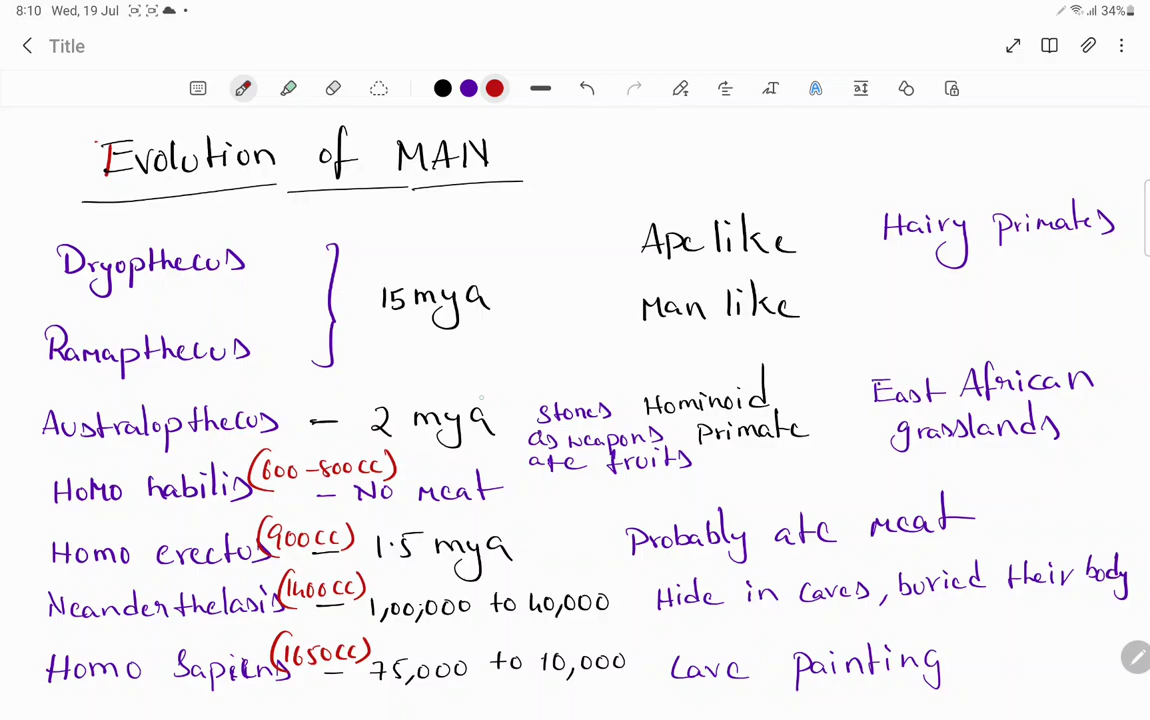 8:10 Wed, 19 Jul 34%
Title
Evolution of MAN
Hairy primates
Ape like
Dryopthecus
15 mya
Man like
Ramapthecus
East African
grasslands
Australopthecus - 2 mya
Stones
as weapons
ate fruits
Hominoid
primate
Homo habilis (600-800cc) - No meat
Homo erectus (900cc) - 1.5 mya Probably ate meat
Neanderthelasis (1400cc) - 1,00,000 to 40,000 Hide in caves, buried their body
Homo Sapiens (1650cc) - 75,000 to 10,000 Cave painting